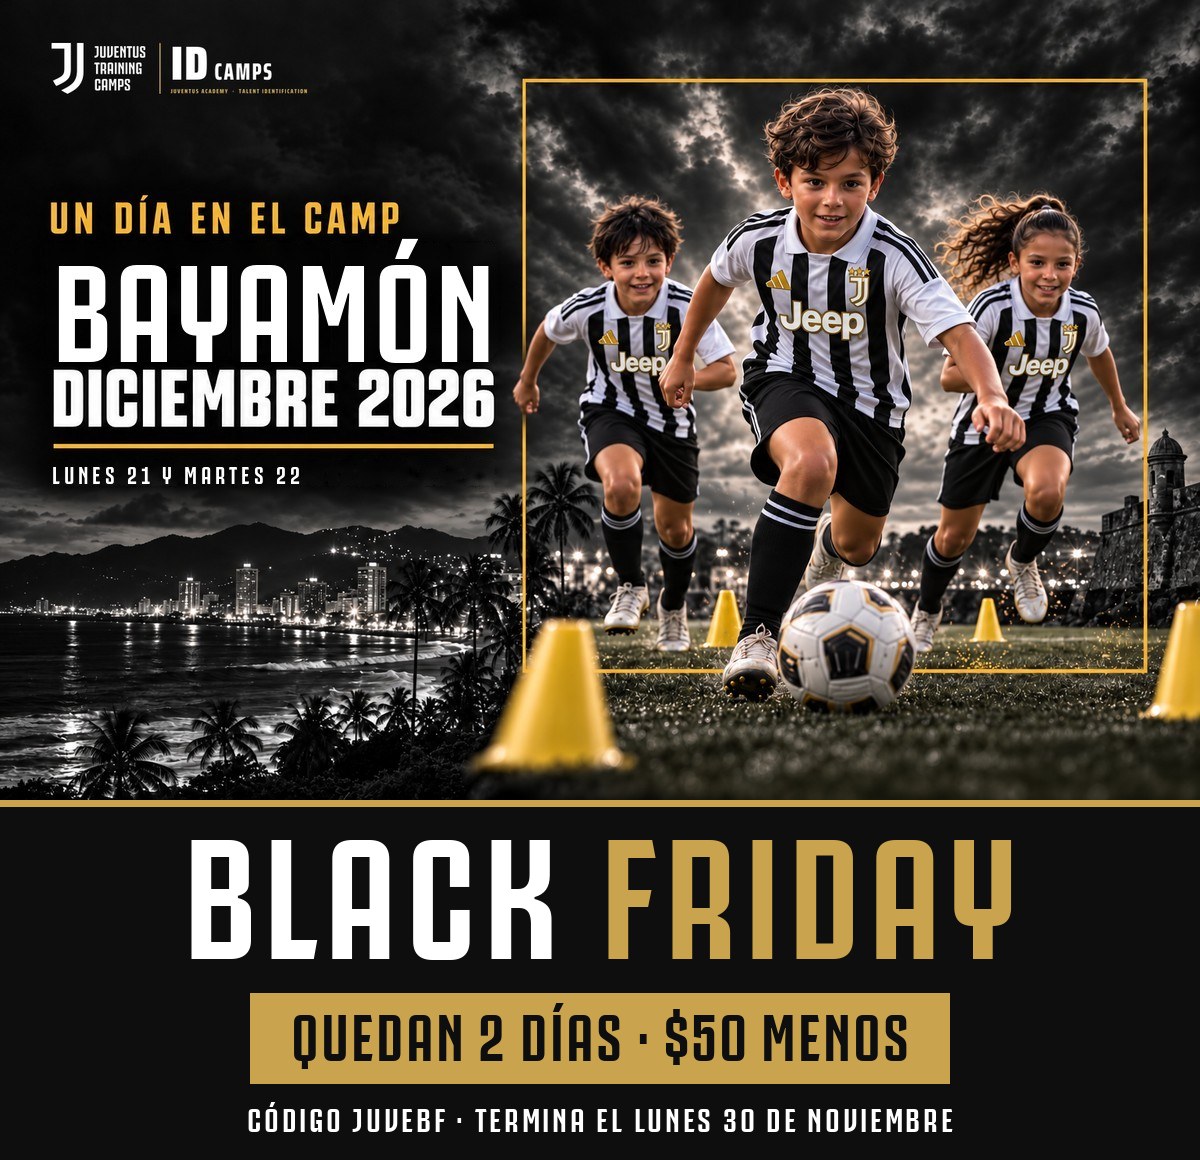 JUVENTUS
TRAINING
CAMPS
ID CAMPS
JUVENTUS ACADEMY · TALENT IDENTIFICATION
UN DÍA EN EL CAMP
BAYAMÓN
DICIEMBRE 2026
LUNES 21 Y MARTES 22
Jeep
Jeep
Jeep
BLACK FRIDAY
QUEDAN 2 DÍAS · $50 MENOS
CÓDIGO JUVEBF · TERMINA EL LUNES 30 DE NOVIEMBRE